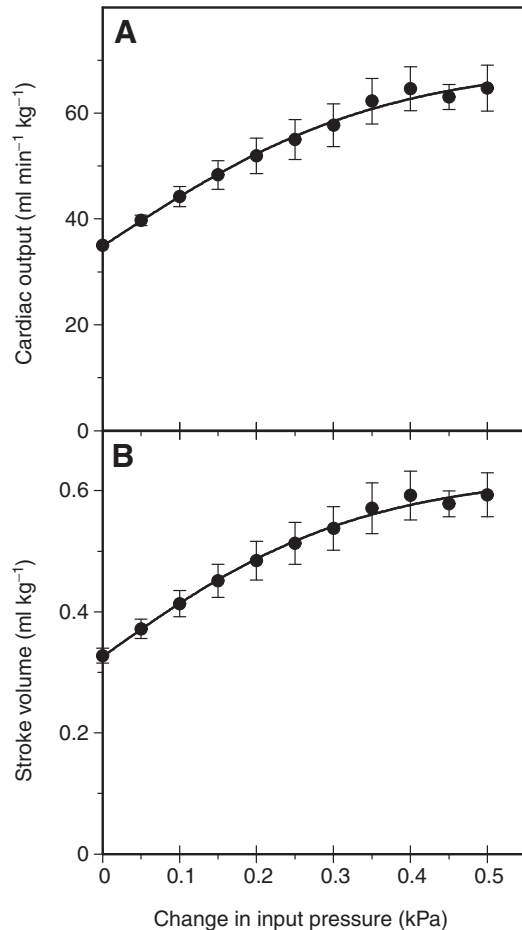 A
Cardiac output (ml min⁻¹ kg⁻¹)
60
40
20
0
B
Stroke volume (ml kg⁻¹)
0.6
0.4
0.2
0
0 0.1 0.2 0.3 0.4 0.5
Change in input pressure (kPa)